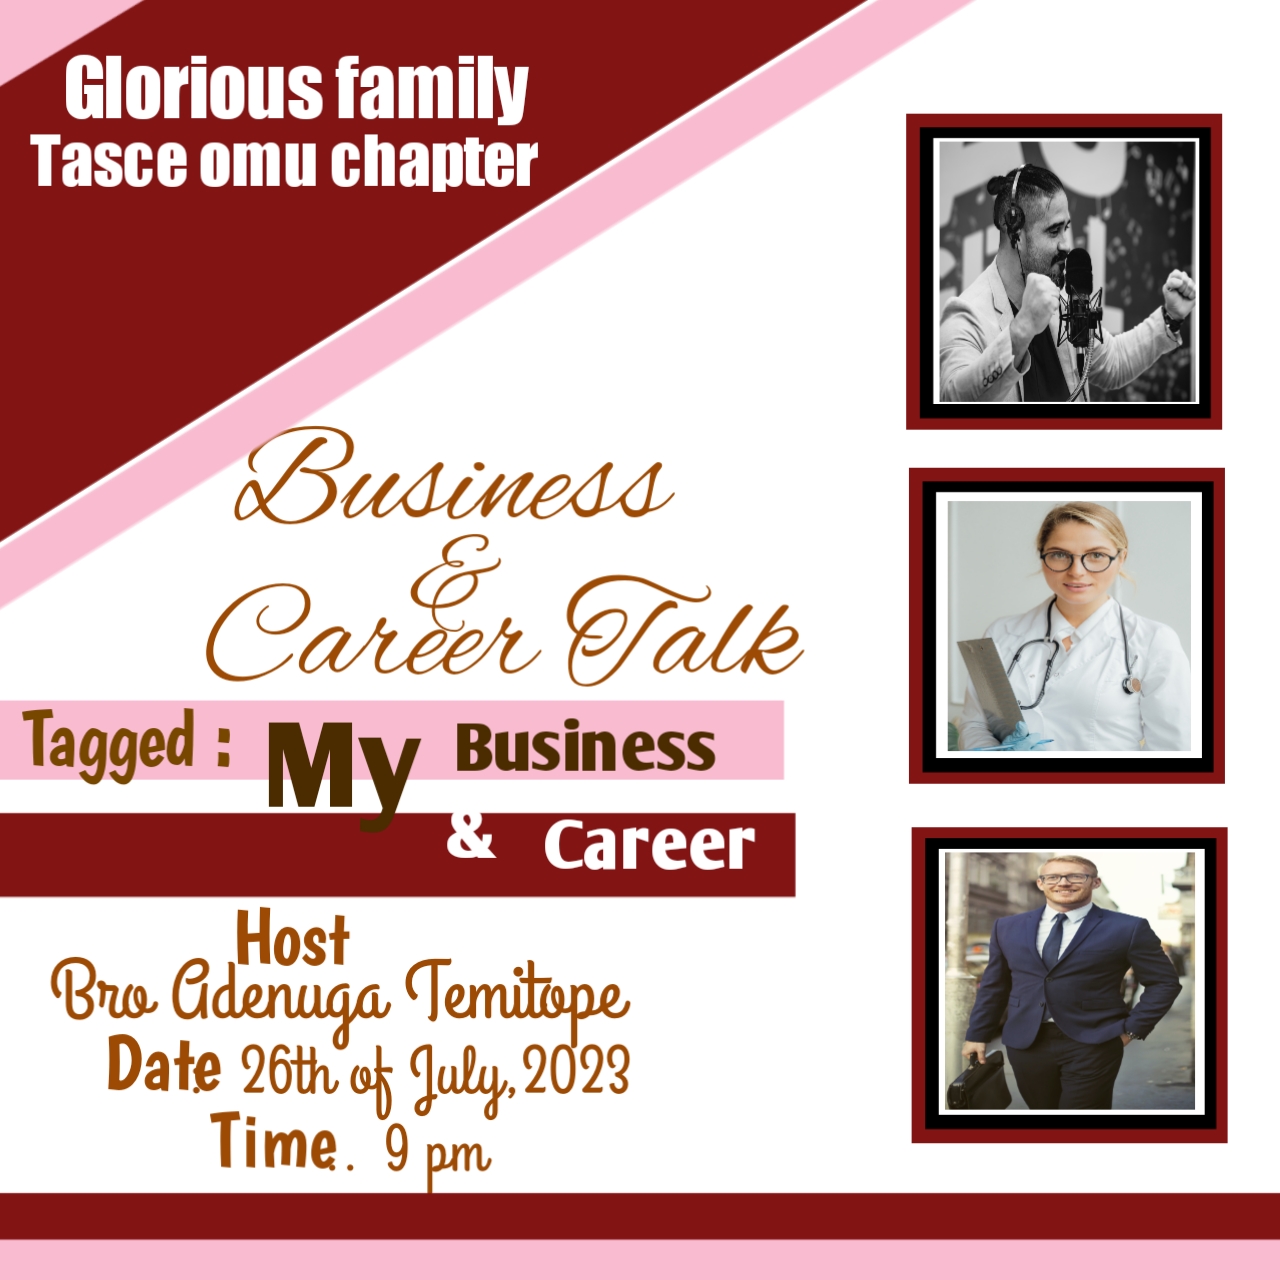 Glorious family
Tasce omu chapter
Business
&
Career Talk
Tagged : My Business
& Career
Host
Bro Adenuga Temitope
Date. 26th of July, 2023
Time. . 9 pm